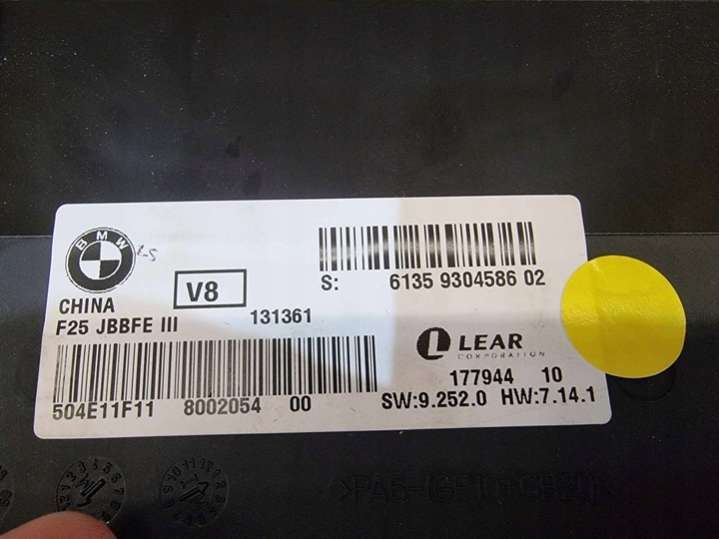 BMW
V8
S: 6135 9304586 02
CHINA
F25 JBBFE III
131361
LEAR
CORPORATION
177944 10
504E11F11 8002054 00
SW:9.252.0 HW:7.14.1